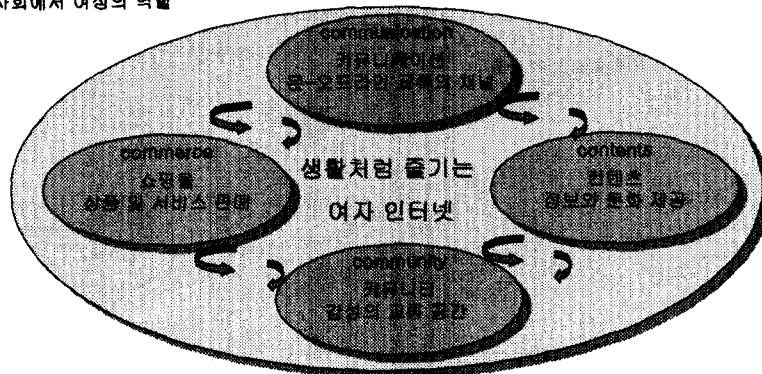 사회에서 여성의 역할
communication
커뮤니케이션
온-오프라인 교육의 채널
commerce
쇼핑몰
상품 및 서비스 판매
생활처럼 즐기는
여자 인터넷
contents
컨텐츠
정보와 문화 제공
community
커뮤니티
감성의 교류 공간